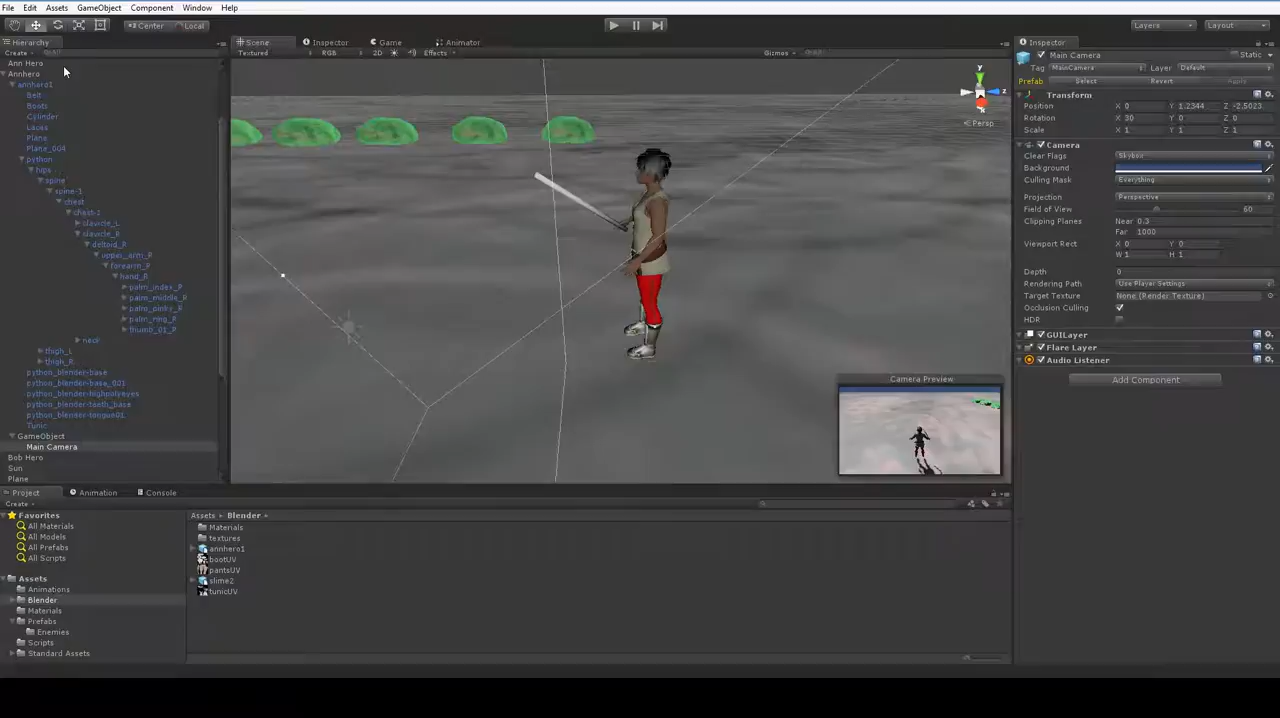 File Edit Assets GameObject Component Window Help
Center Local
Layers Layout
Hierarchy
Create
Ann Hero
Annhero
annhero1
Belt
Boots
Cylinder
Plane
Plane_004
python
hips
spine
spine-1
chest
chest-1
clavicle_L
clavicle_R
deltoid_R
upper_arm_R
forearm_R
hand_R
palm_index_R
palm_middle_R
palm_pinky_R
palm_ring_R
thumb_01_R
neck
thigh_L
thigh_R
python_blender-base
python_blender-base_001
python_blender-highpolyeyes
python_blender-teeth_base
python_blender-tongue01
Tunic
GameObject
Main Camera
Bob Hero
Sun
Plane
Scene Inspector Game Animator
Textured RGB 2D Effects Gizmos
y
z
Persp
Camera Preview
Inspector
Main Camera Static
Tag MainCamera Layer Default
Prefab Select Revert Apply
Transform
Position X 0 Y 1.2344 Z -2.5023
Rotation X 30 Y 0 Z 0
Scale X 1 Y 1 Z 1
Camera
Clear Flags Skybox
Background
Culling Mask Everything
Projection Perspective
Field of View 60
Clipping Planes Near 0.3
Far 1000
Viewport Rect X 0 Y 0
W 1 H 1
Depth 0
Rendering Path Use Player Settings
Target Texture None (Render Texture)
Occlusion Culling
HDR
GUILayer
Flare Layer
Audio Listener
Add Component
Project Animation Console
Create
Favorites
All Materials
All Models
All Prefabs
All Scripts
Assets
Animations
Blender
Materials
Prefabs
Enemies
Scripts
Standard Assets
Assets Blender
Materials
textures
annhero1
bootUV
pantsUV
slime2
tunicUV